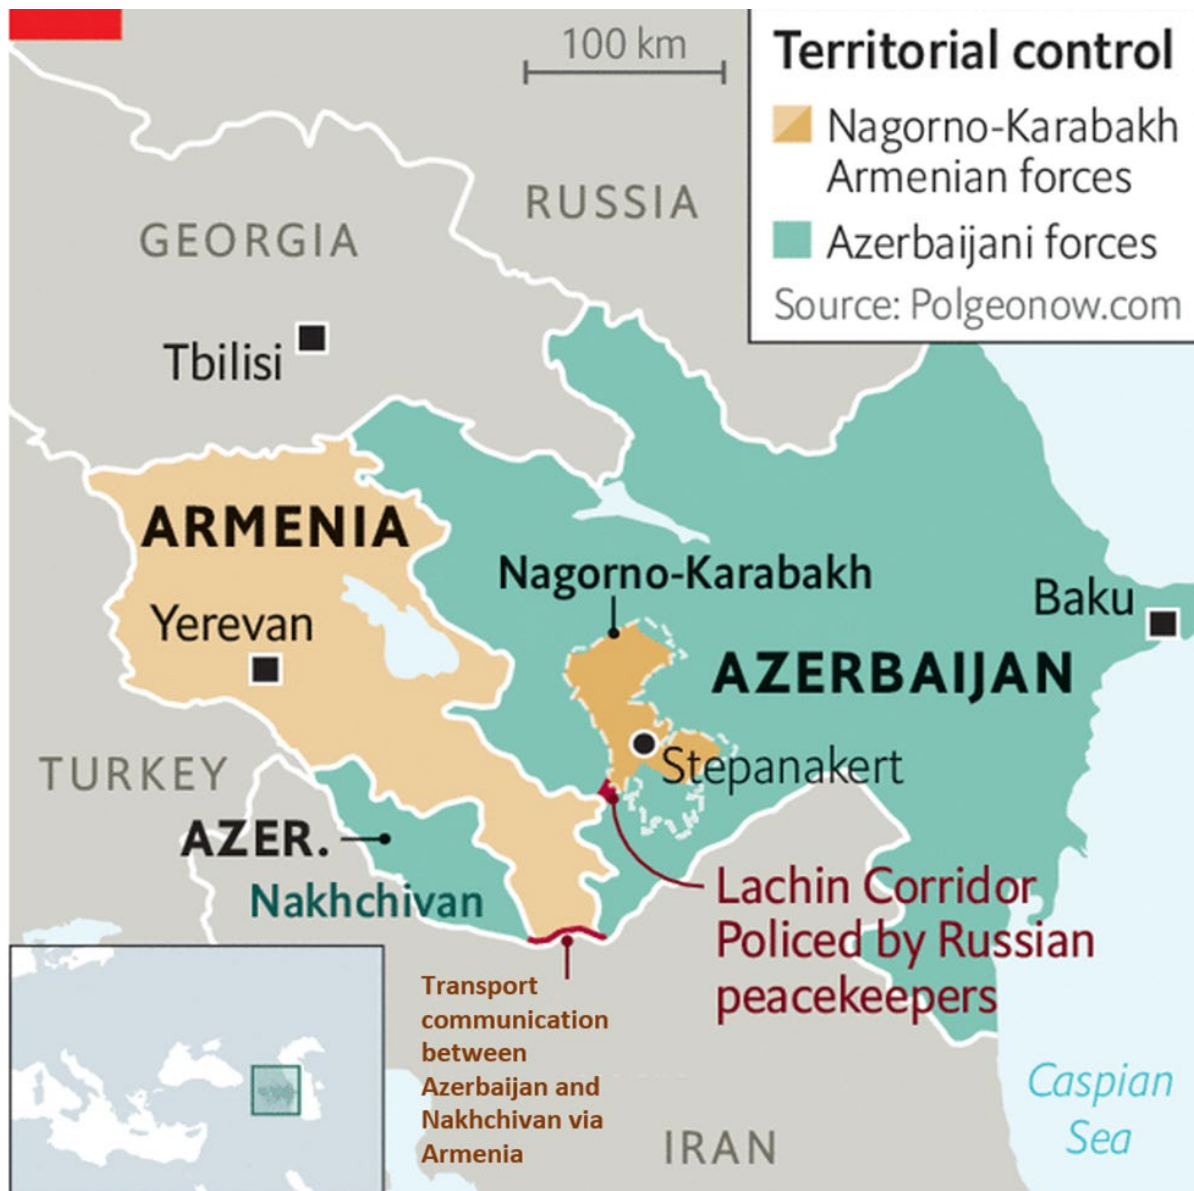 100 km
Territorial control
Nagorno-Karabakh
Armenian forces
Azerbaijani forces
Source: Polgeonow.com
RUSSIA
GEORGIA
Tbilisi
ARMENIA
Nagorno-Karabakh
Baku
Yerevan
AZERBAIJAN
TURKEY
Stepanakert
AZER.
Nakhchivan
Lachin Corridor
Policed by Russian
peacekeepers
Transport
communication
between
Azerbaijan and
Nakhchivan via
Armenia
Caspian
Sea
IRAN